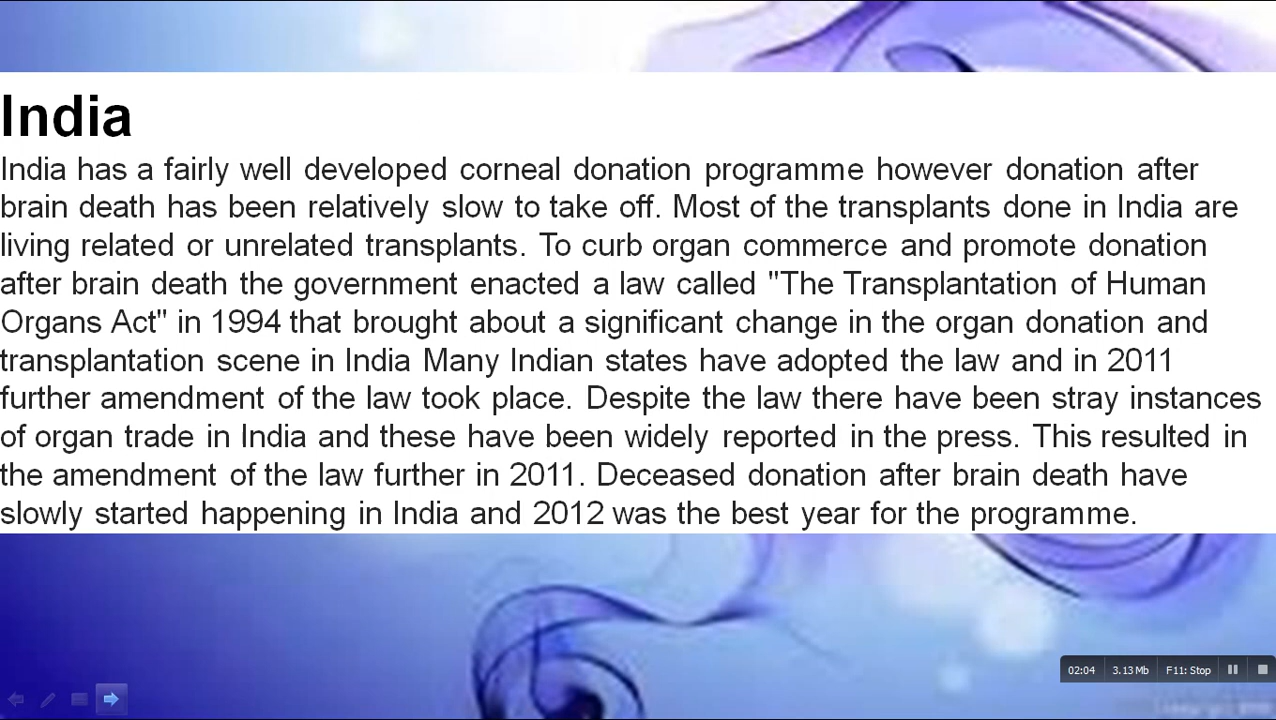 India
India has a fairly well developed corneal donation programme however donation after
brain death has been relatively slow to take off. Most of the transplants done in India are
living related or unrelated transplants. To curb organ commerce and promote donation
after brain death the government enacted a law called "The Transplantation of Human
Organs Act" in 1994 that brought about a significant change in the organ donation and
transplantation scene in India Many Indian states have adopted the law and in 2011
further amendment of the law took place. Despite the law there have been stray instances
of organ trade in India and these have been widely reported in the press. This resulted in
the amendment of the law further in 2011. Deceased donation after brain death have
slowly started happening in India and 2012 was the best year for the programme.
02:04 3.13 Mb F11: Stop